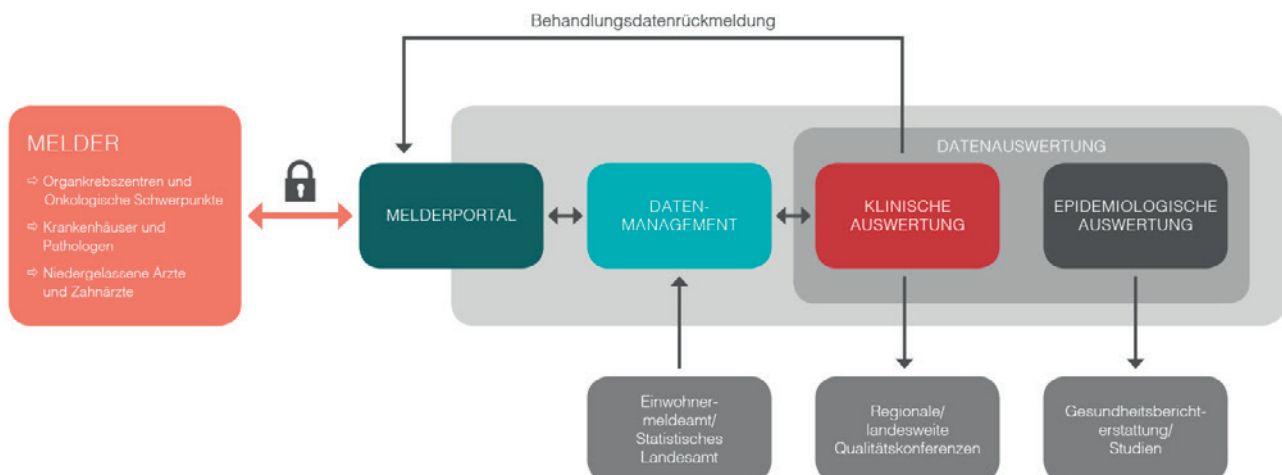 Behandlungsdatenrückmeldung
MELDER
⇨ Organkrebszentren und
Onkologische Schwerpunkte
⇨ Krankenhäuser und
Pathologen
⇨ Niedergelassene Ärzte
und Zahnärzte
MELDERPORTAL
DATEN-
MANAGEMENT
DATENAUSWERTUNG
KLINISCHE
AUSWERTUNG
EPIDEMIOLOGISCHE
AUSWERTUNG
Einwohner-
meldeamt/
Statistisches
Landesamt
Regionale/
landesweite
Qualitätskonferenzen
Gesundheitsbericht-
erstattung/
Studien